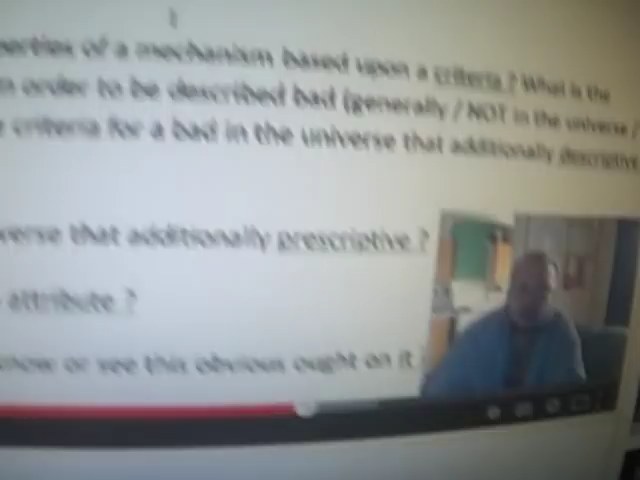 perties of a mechanism based upon a criteria ? What is the
n order to be described bad (generally / NOT in the universe /
e criteria for a bad in the universe that additionally descriptive
verse that additionally prescriptive ?
attribute ?
know or see this obvious ought on it